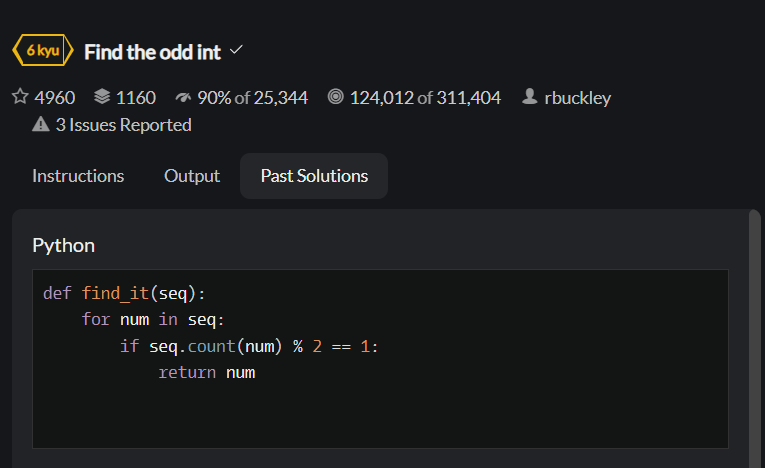 6 kyu Find the odd int
4960 1160 90% of 25,344 124,012 of 311,404 rbuckley
3 Issues Reported
Instructions Output Past Solutions
Python
def find_it(seq):
    for num in seq:
        if seq.count(num) % 2 == 1:
            return num